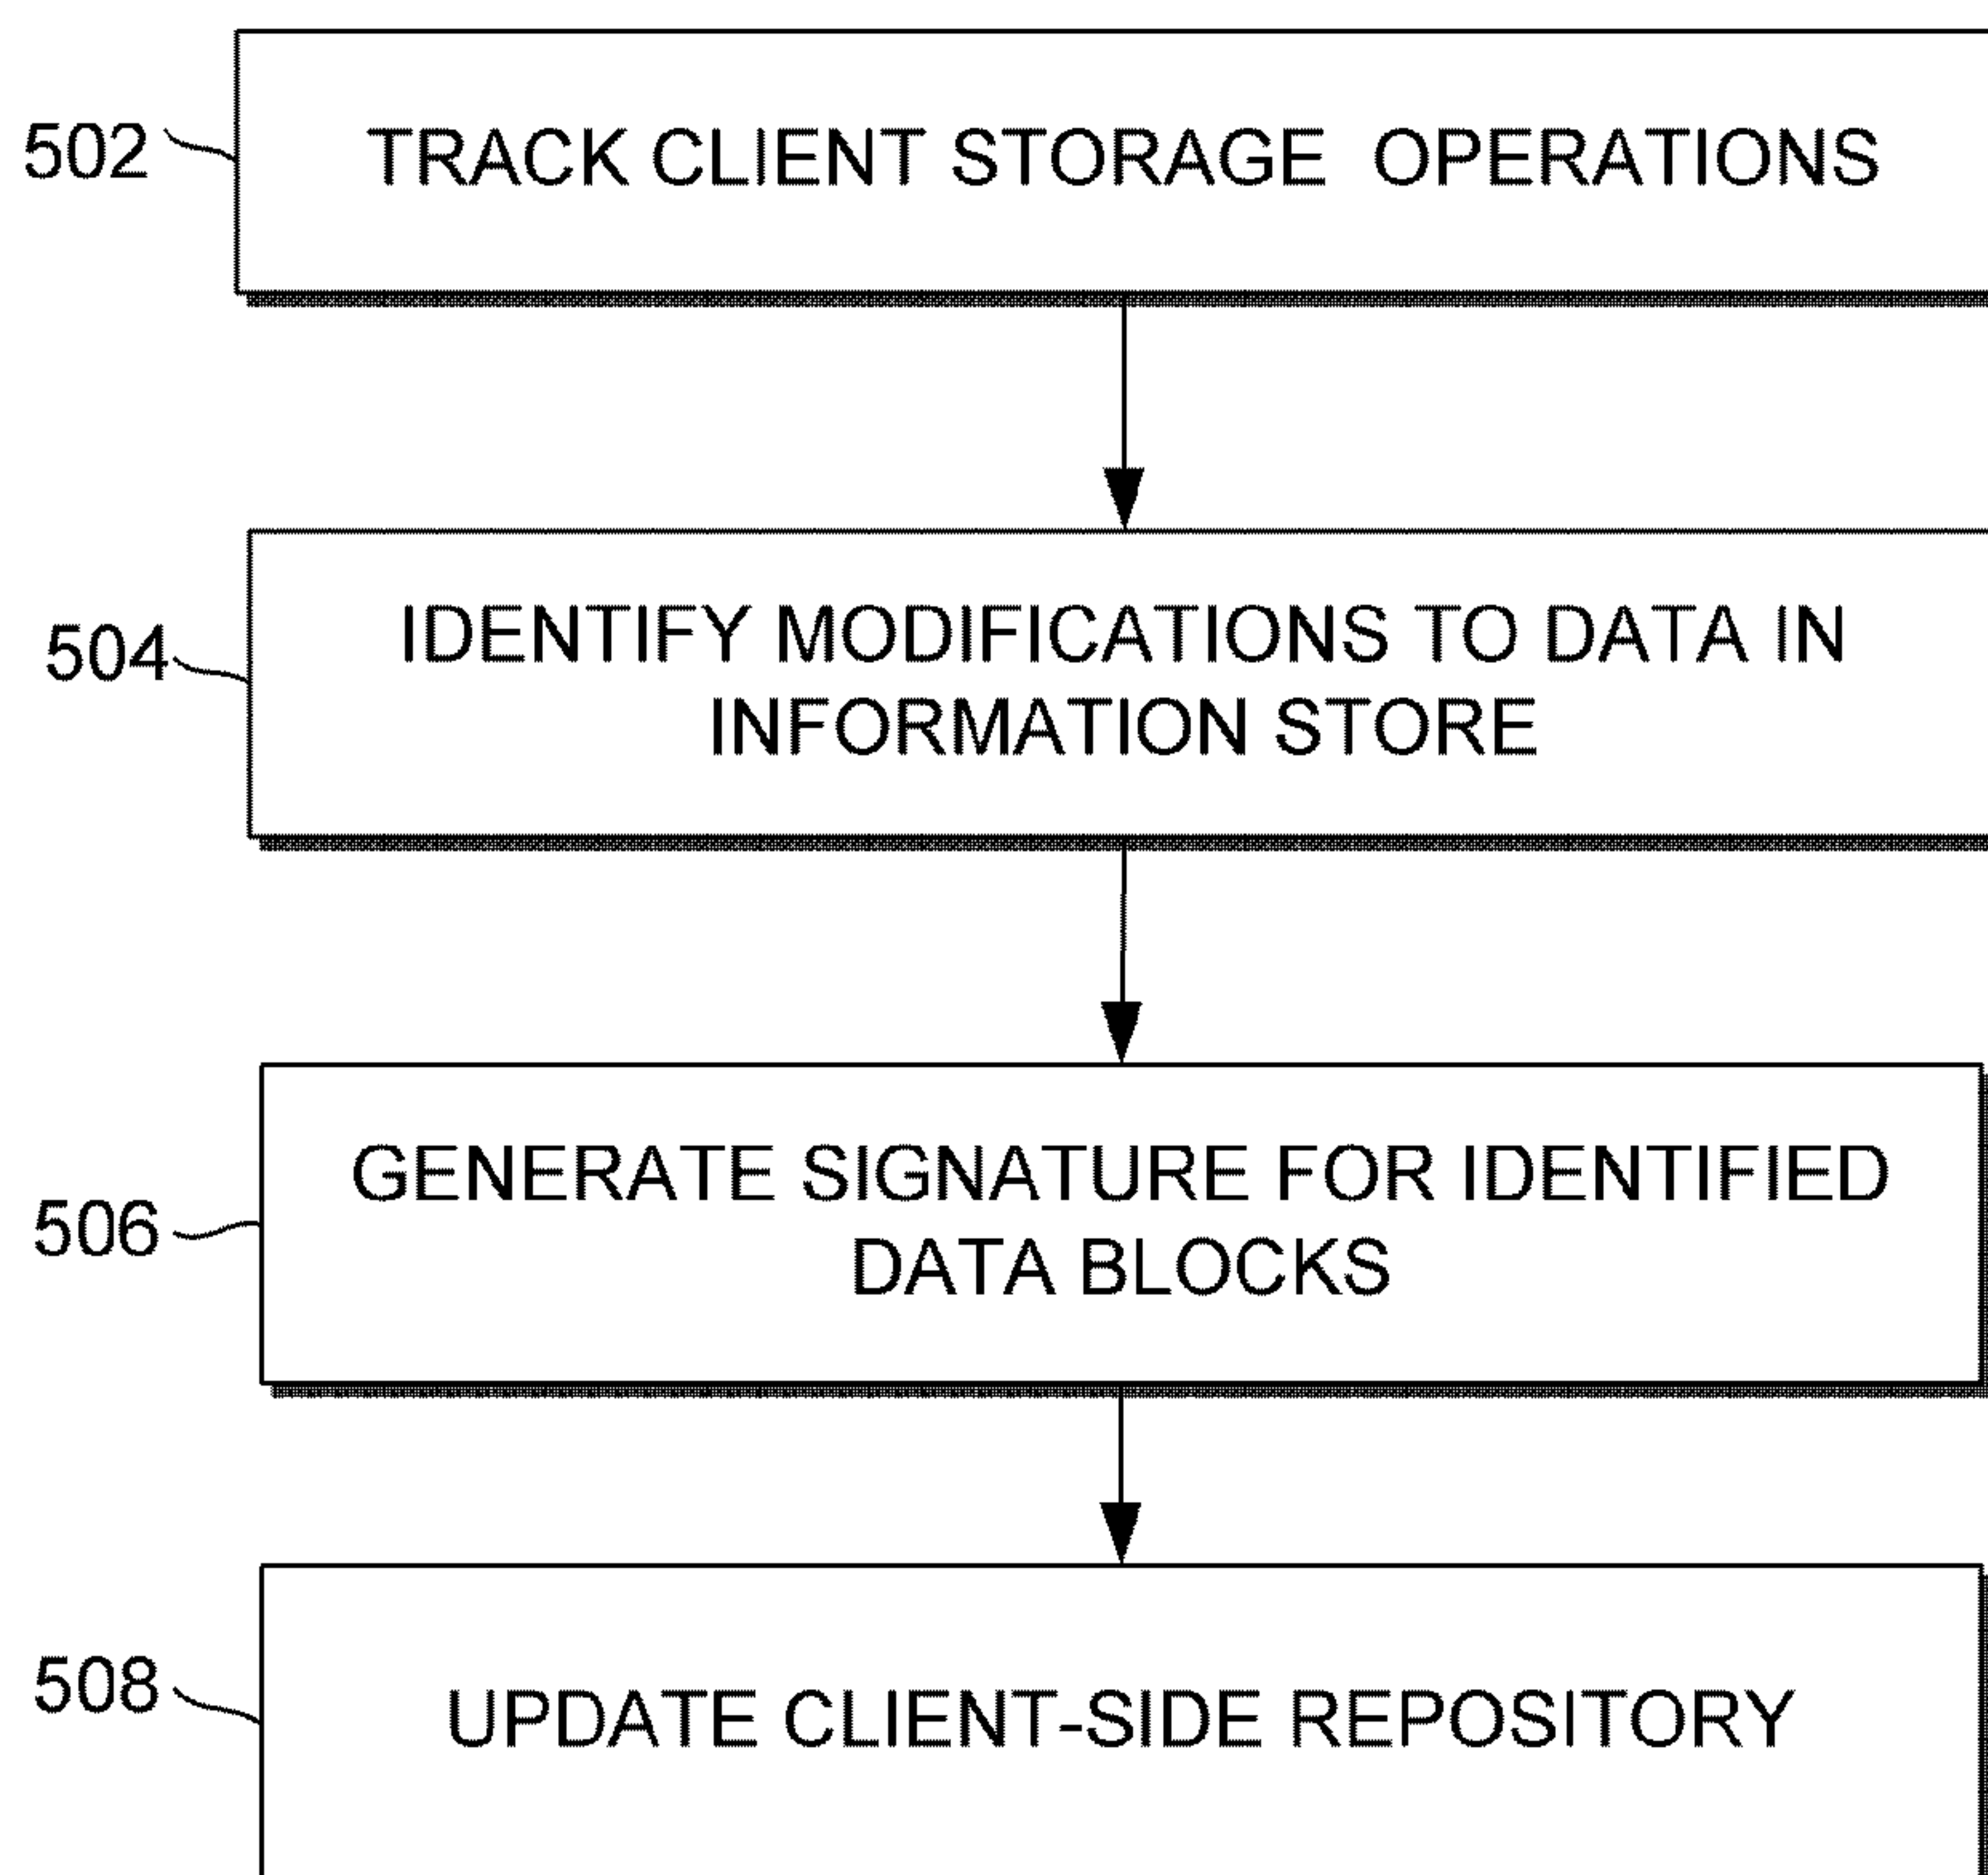 502
TRACK CLIENT STORAGE OPERATIONS
504
IDENTIFY MODIFICATIONS TO DATA IN
INFORMATION STORE
506
GENERATE SIGNATURE FOR IDENTIFIED
DATA BLOCKS
508
UPDATE CLIENT-SIDE REPOSITORY